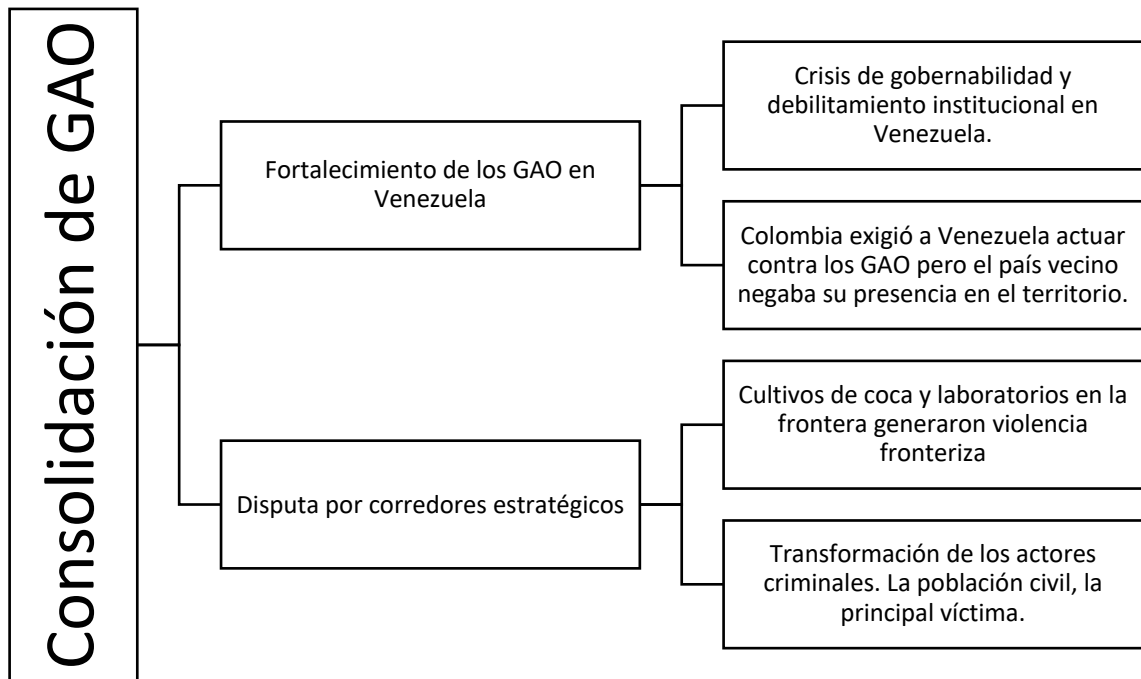 Consolidación de GAO
Fortalecimiento de los GAO en
Venezuela
Crisis de gobernabilidad y
debilitamiento institucional en
Venezuela.
Colombia exigió a Venezuela actuar
contra los GAO pero el país vecino
negaba su presencia en el territorio.
Disputa por corredores estratégicos
Cultivos de coca y laboratorios en la
frontera generaron violencia
fronteriza
Transformación de los actores
criminales. La población civil, la
principal víctima.